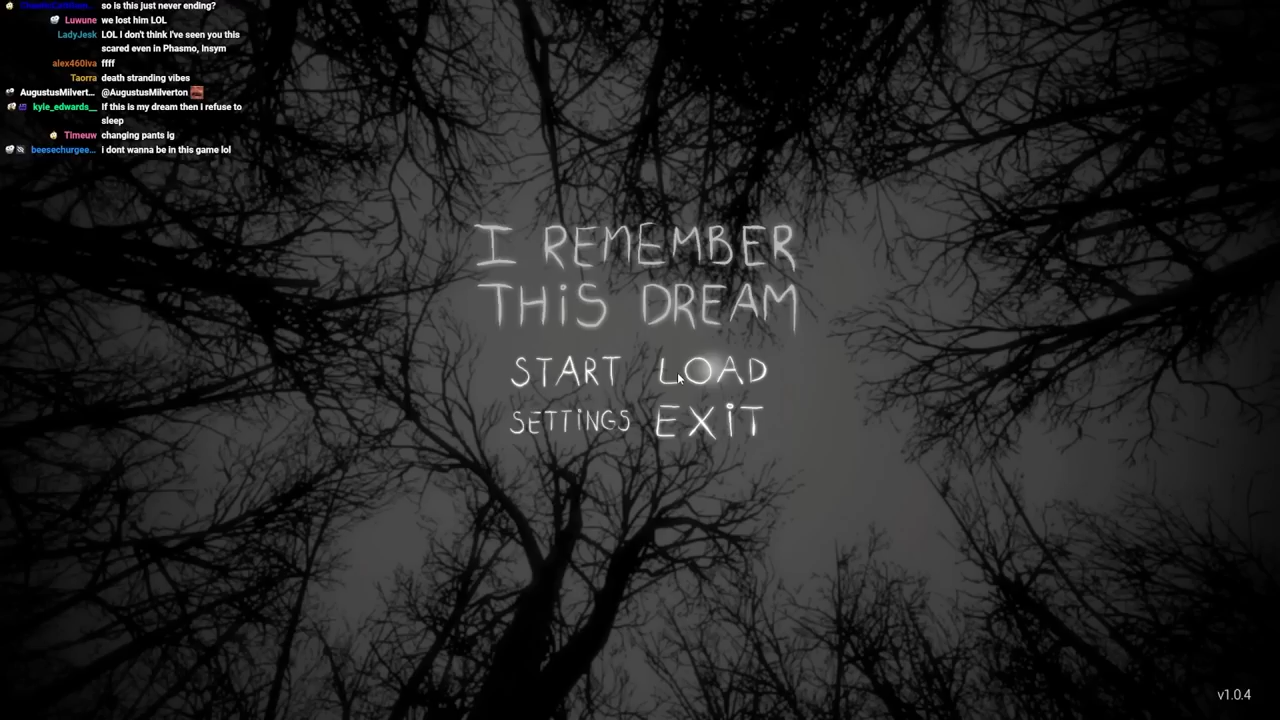 so is this just never ending?
Luwune we lost him LOL
LadyJesk LOL I don't think I've seen you this
scared even in Phasmo, Insym
alex460iva ffff
Taorra death stranding vibes
AugustusMilvert... @AugustusMilverton
kyle_edwards__ If this is my dream then I refuse to
sleep
Timeuw changing pants ig
beesechurgee... i dont wanna be in this game lol
I REMEMBER
THiS DREAM
START LOAD
SETTiNGS EXiT
v1.0.4